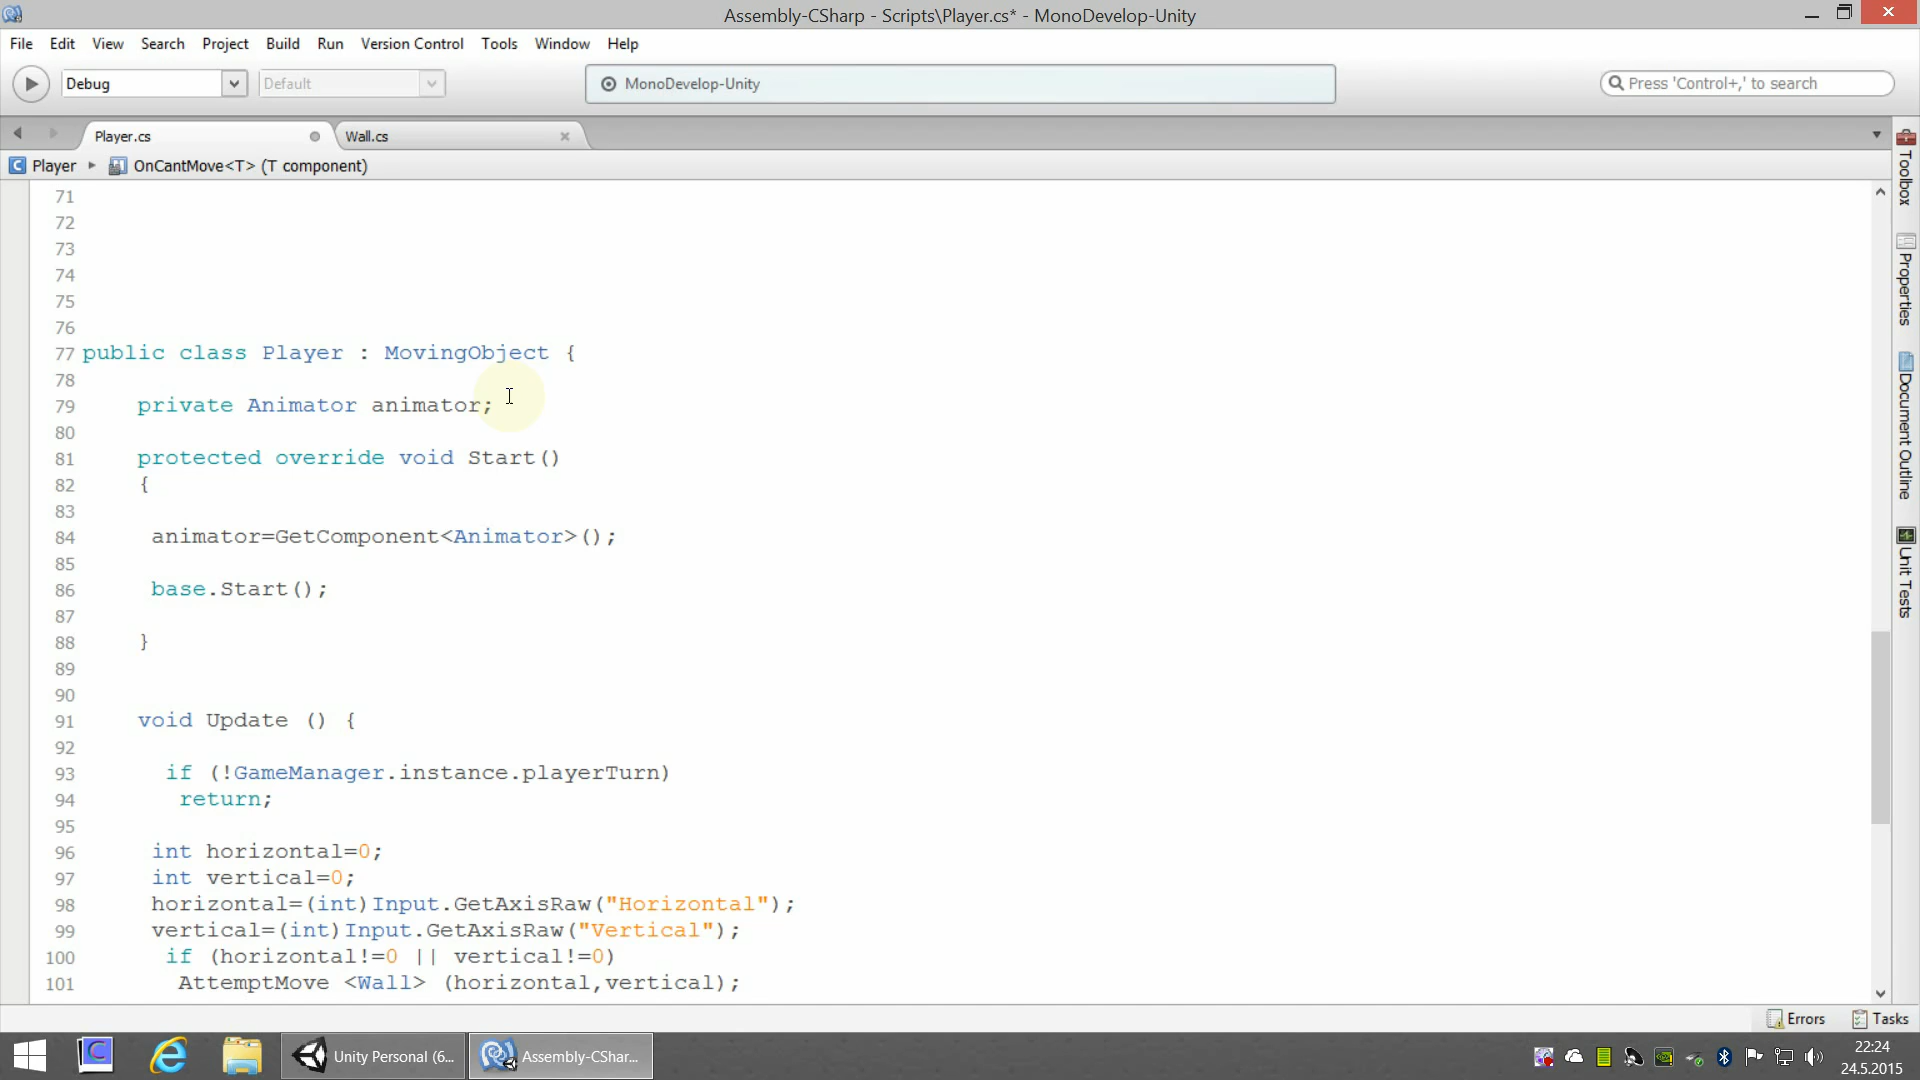 Assembly-CSharp - Scripts\Player.cs* - MonoDevelop-Unity
File Edit View Search Project Build Run Version Control Tools Window Help
Debug Default MonoDevelop-Unity Press 'Control+,' to search
Player.cs Wall.cs
Player OnCantMove<T> (T component)
71
72
73
74
75
76
77 public class Player : MovingObject {
78
79 private Animator animator;
80
81 protected override void Start()
82 {
83
84 animator=GetComponent<Animator>();
85
86 base.Start();
87
88 }
89
90
91 void Update () {
92
93 if (!GameManager.instance.playerTurn)
94 return;
95
96 int horizontal=0;
97 int vertical=0;
98 horizontal=(int)Input.GetAxisRaw("Horizontal");
99 vertical=(int)Input.GetAxisRaw("Vertical");
100 if (horizontal!=0 || vertical!=0)
101 AttemptMove <Wall> (horizontal,vertical);
Toolbox
Properties
Document Outline
Unit Tests
Errors Tasks
Unity Personal (6... Assembly-CShar...
22:24
24.5.2015